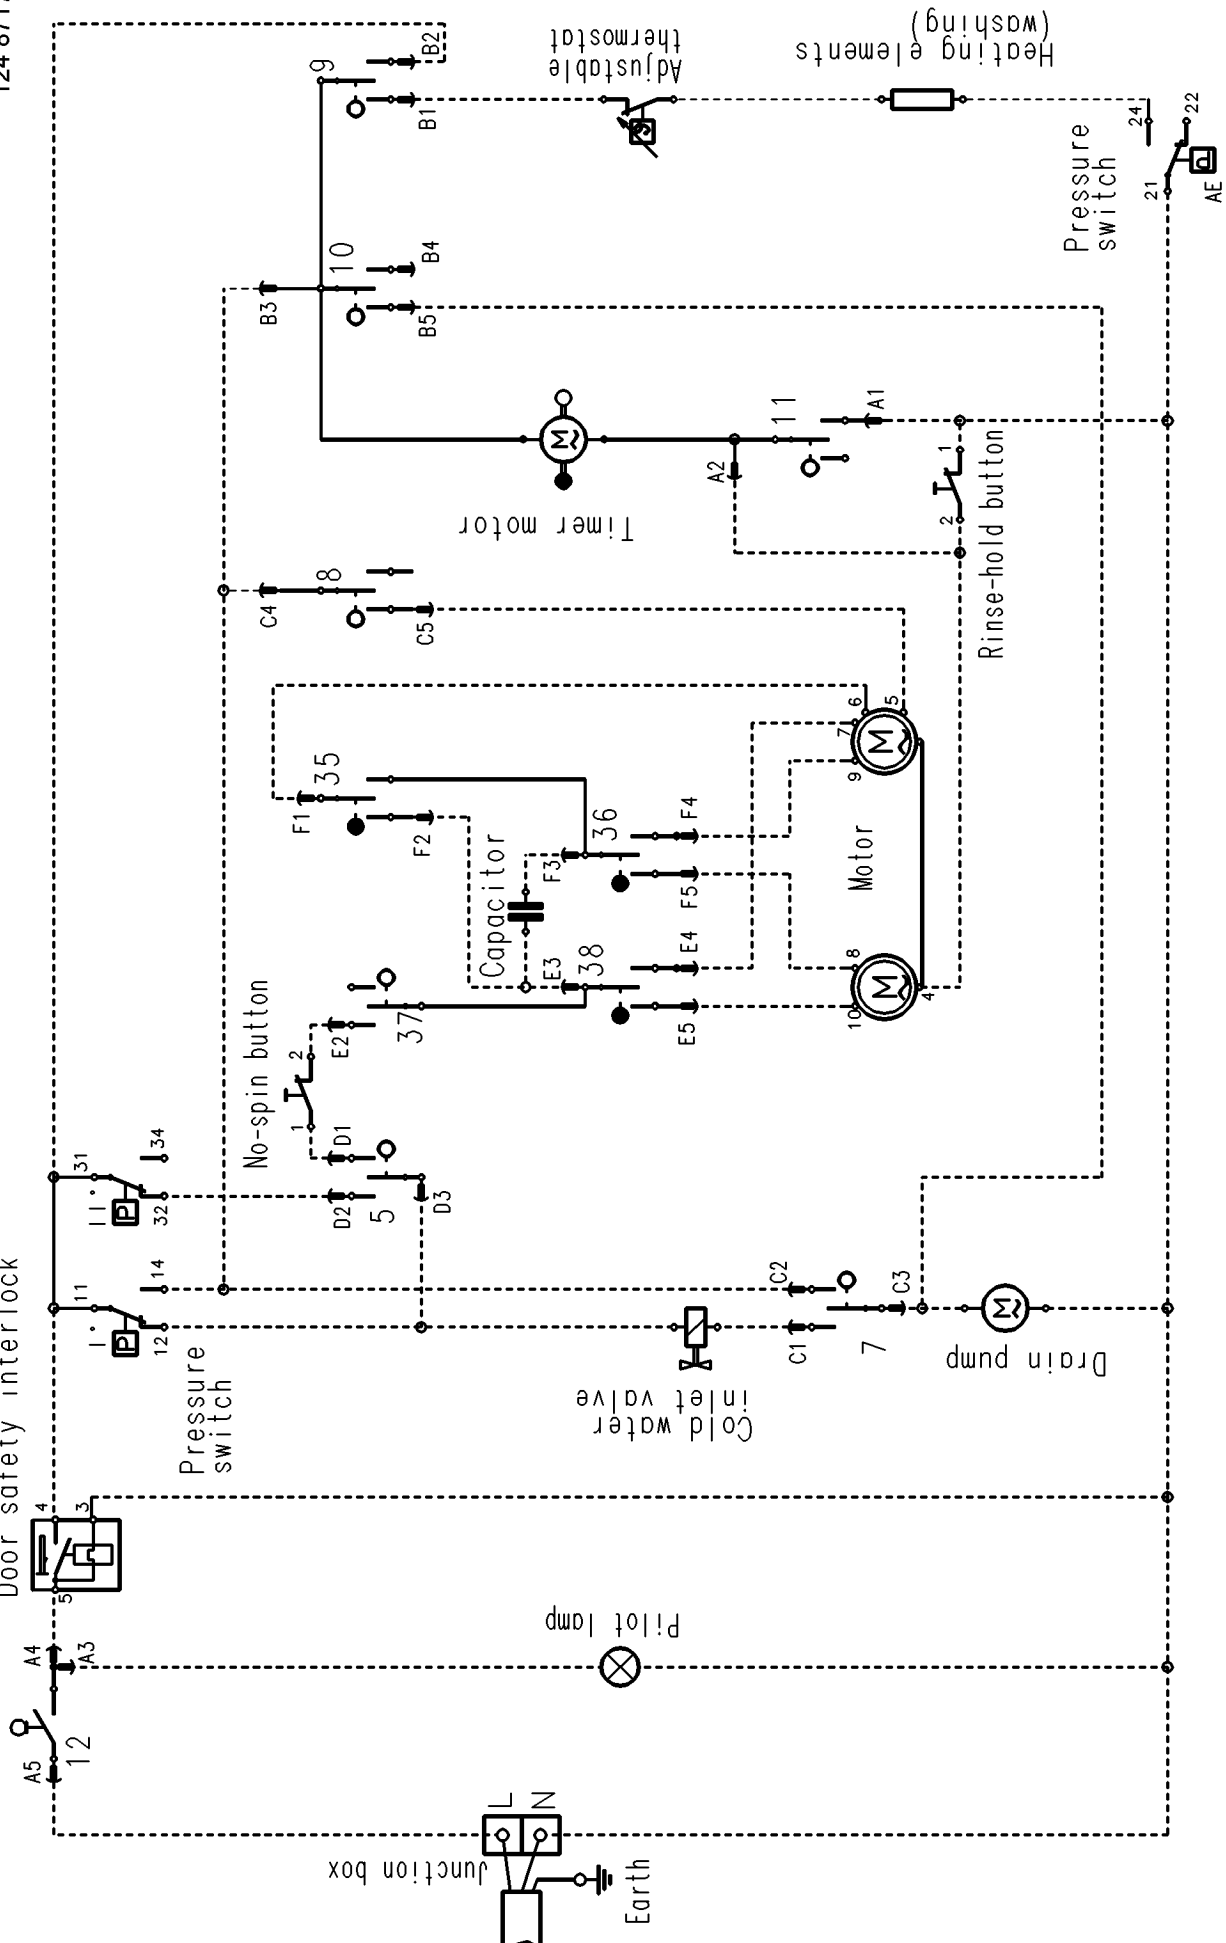 B2
9
B1
Adjustable
thermostat
Heating elements
(washing)
24
22
21
Pressure
switch
AE
10
B3
B4
B5
11
A1
A2
1
2
Timer motor
Rinse-hold button
8
C4
C5
6
5
7
9
M
35
F1
F2
36
F3
F4
F5
Capacitor
Motor
38
E3
E4
E5
8
10
4
M
37
E2
No-spin button
2
1
D1
D2
D3
5
31
34
32
II°
P
Door safety interlock
11
14
12
I°
P
Pressure
switch
C2
C1
C3
7
Cold water
inlet valve
M
Drain pump
4
3
5
A4
A3
Pilot lamp
A5
12
L
N
Junction box
Earth